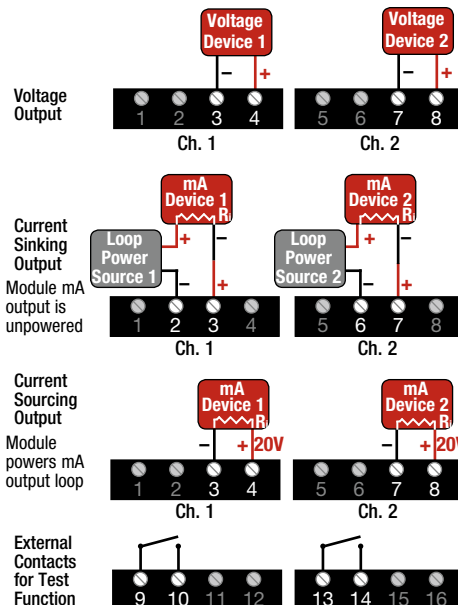 Voltage
Output
Voltage
Device 1
− +
1 2 3 4
Ch. 1
Voltage
Device 2
− +
5 6 7 8
Ch. 2
Current
Sinking
Output
Module mA
output is
unpowered
mA
Device 1
Ri
Loop
Power
Source 1
+ −
− +
1 2 3 4
Ch. 1
mA
Device 2
Ri
Loop
Power
Source 2
+ −
− +
5 6 7 8
Ch. 2
Current
Sourcing
Output
Module
powers mA
output loop
mA
Device 1
Ri
− + 20V
1 2 3 4
Ch. 1
mA
Device 2
Ri
− + 20V
5 6 7 8
Ch. 2
External
Contacts
for Test
Function
9 10 11 12
13 14 15 16